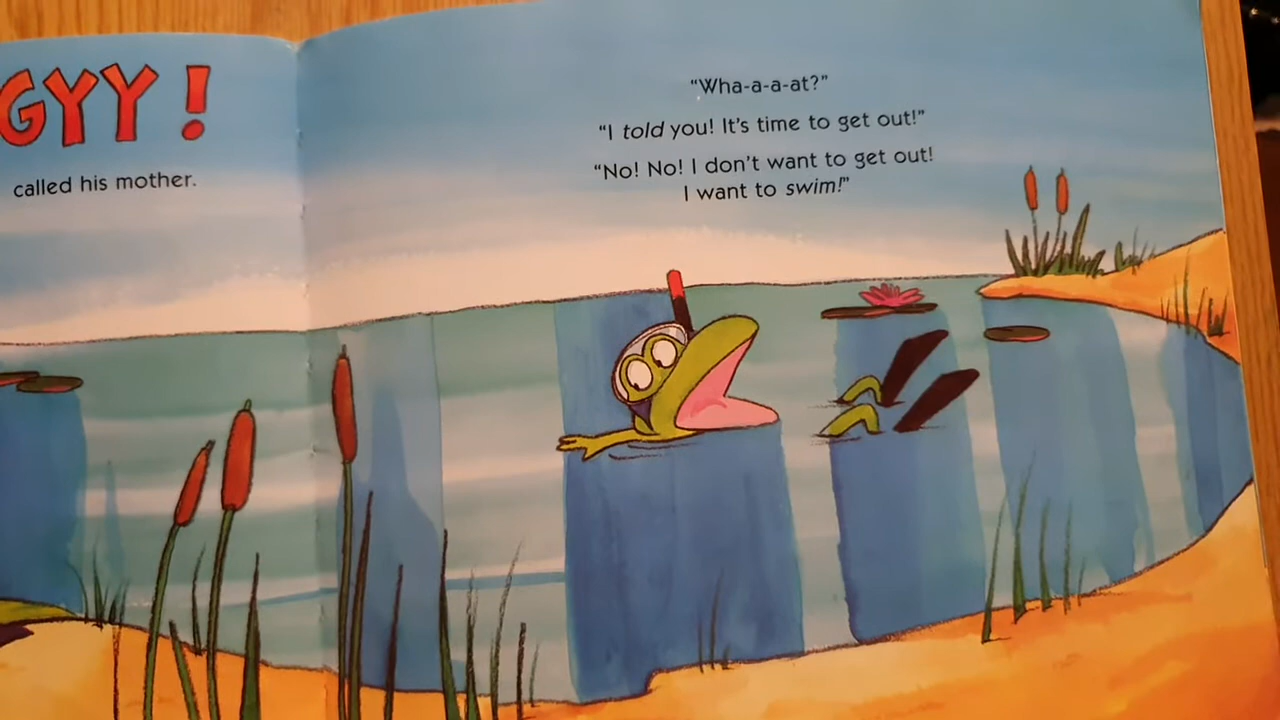 GYY!
called his mother.
“Wha-a-a-at?”
“I told you! It’s time to get out!”
“No! No! I don’t want to get out!
I want to swim!”